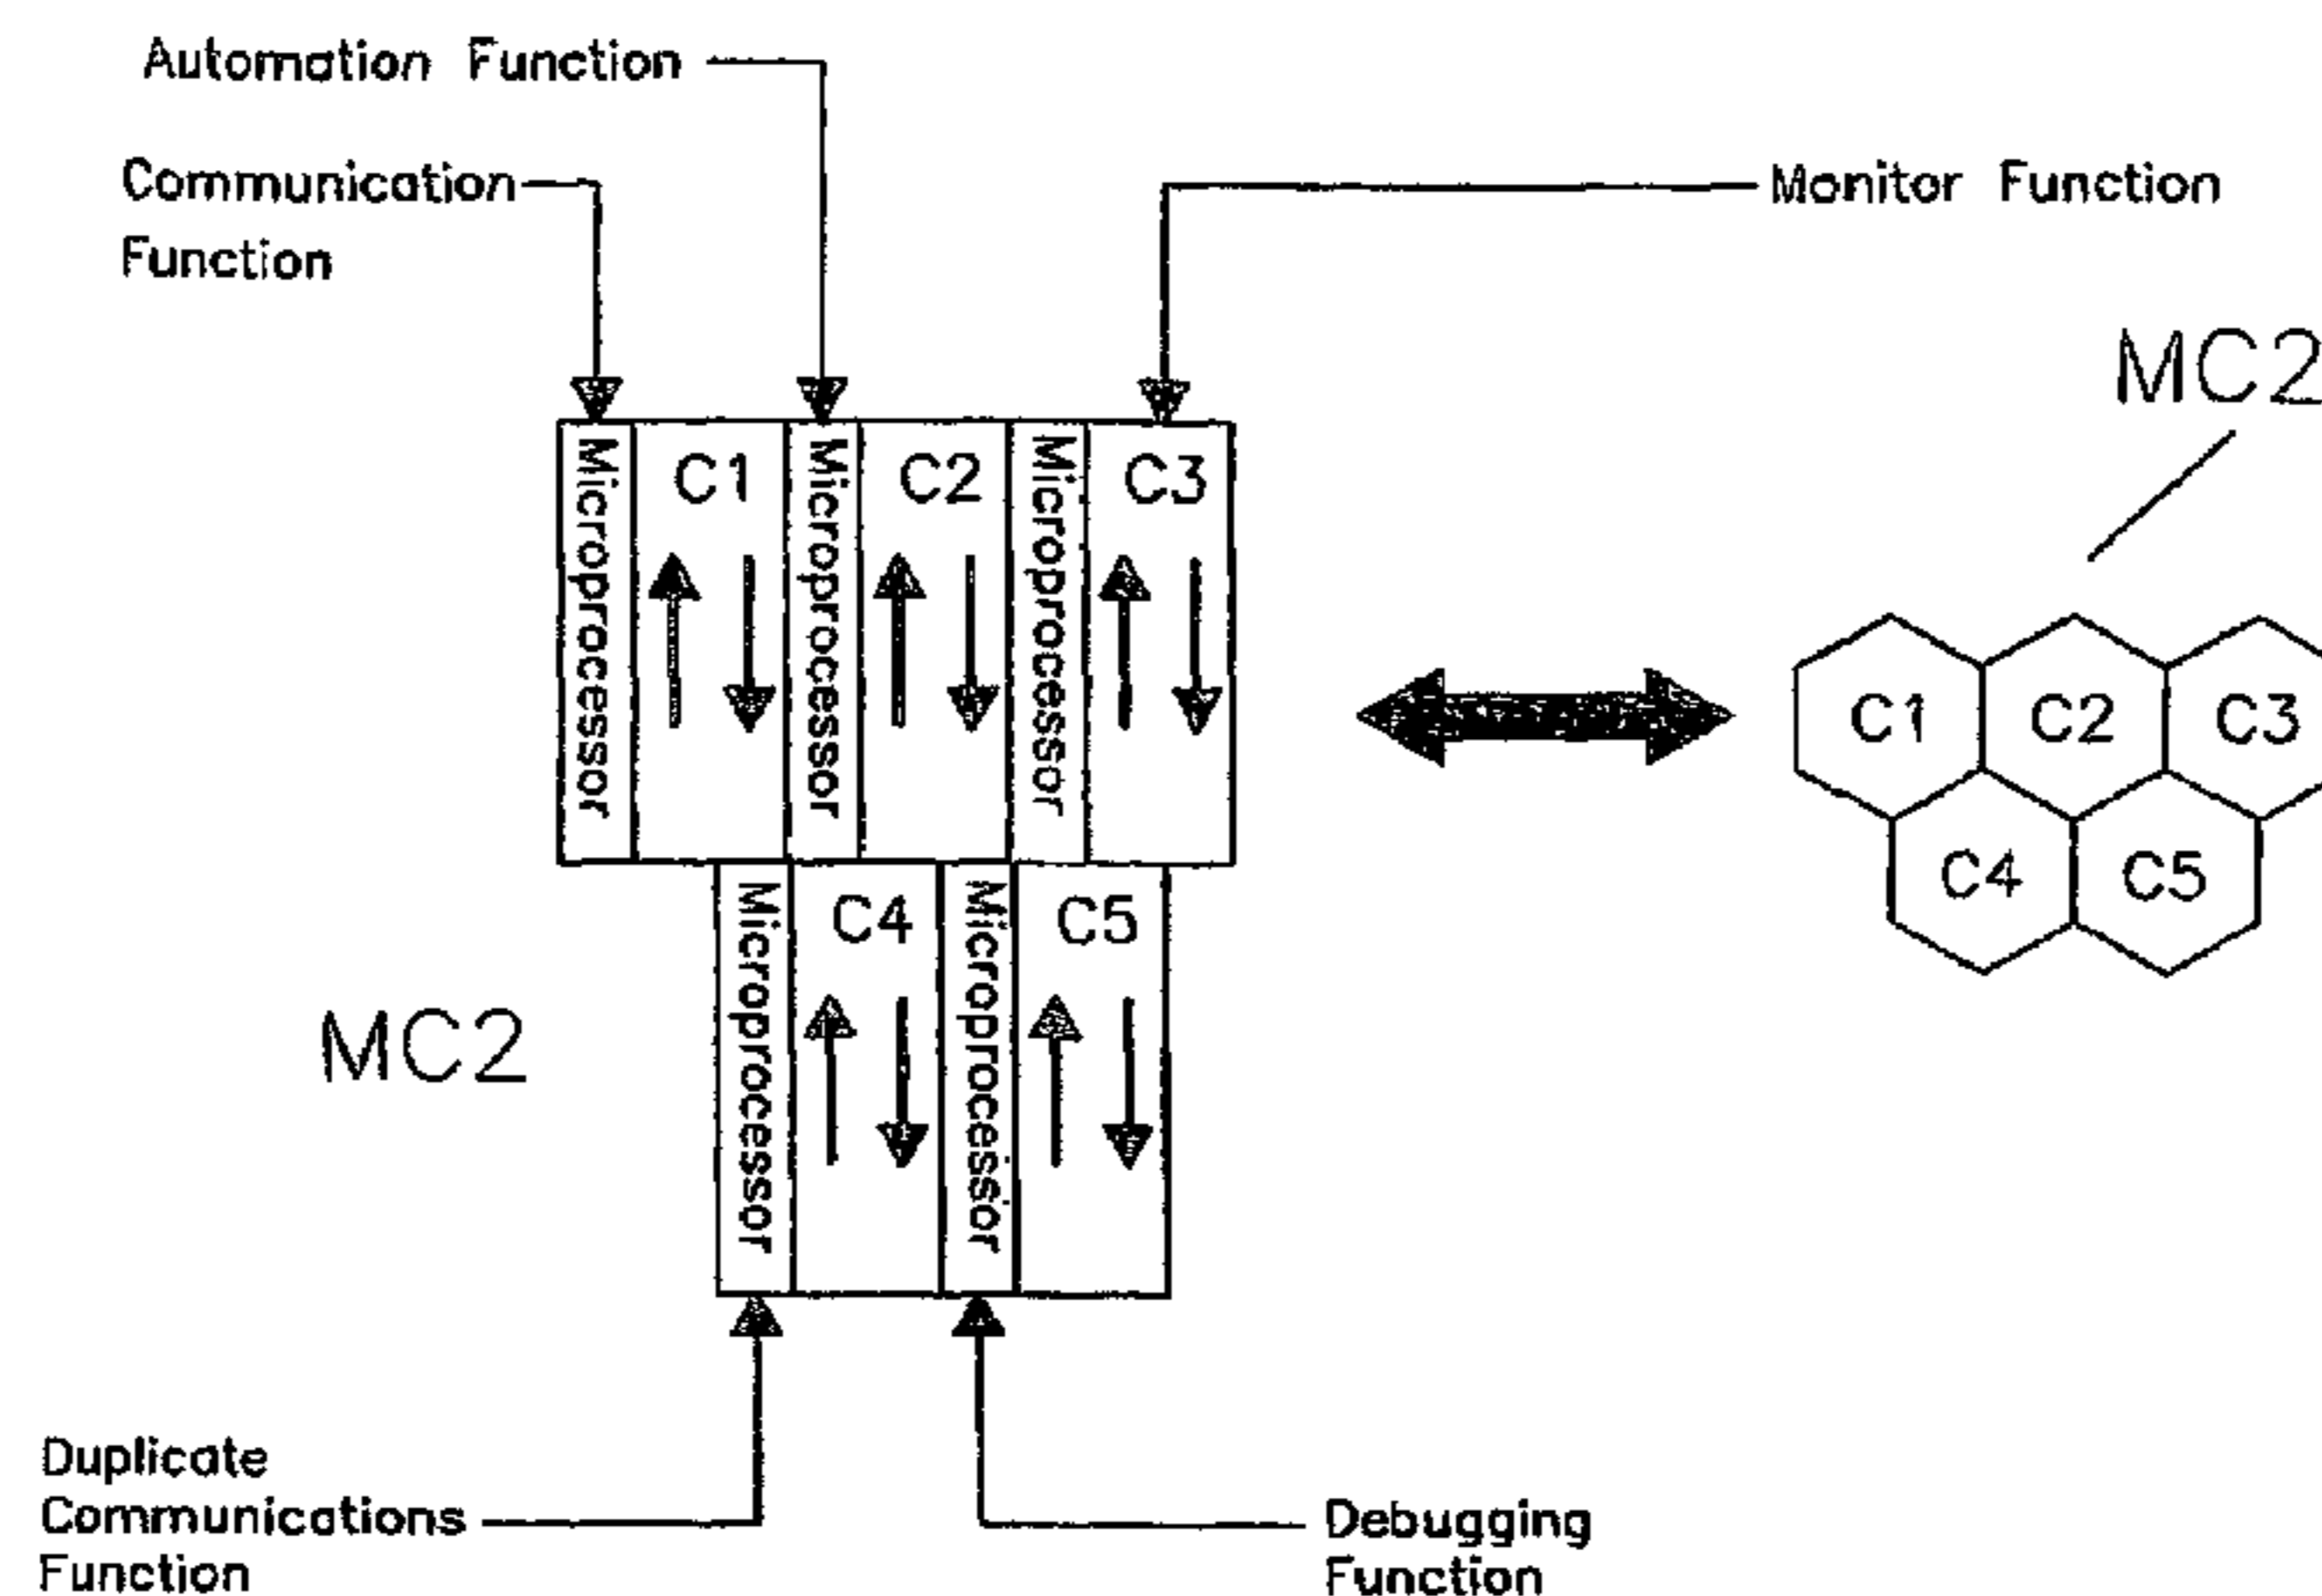 Automation Function
Communication
Function
Monitor Function
MC2
Microprocessor
C1
Microprocessor
C2
Microprocessor
C3
C1
C2
C3
C4
C5
Microprocessor
C4
Microprocessor
C5
MC2
Duplicate
Communications
Function
Debugging
Function